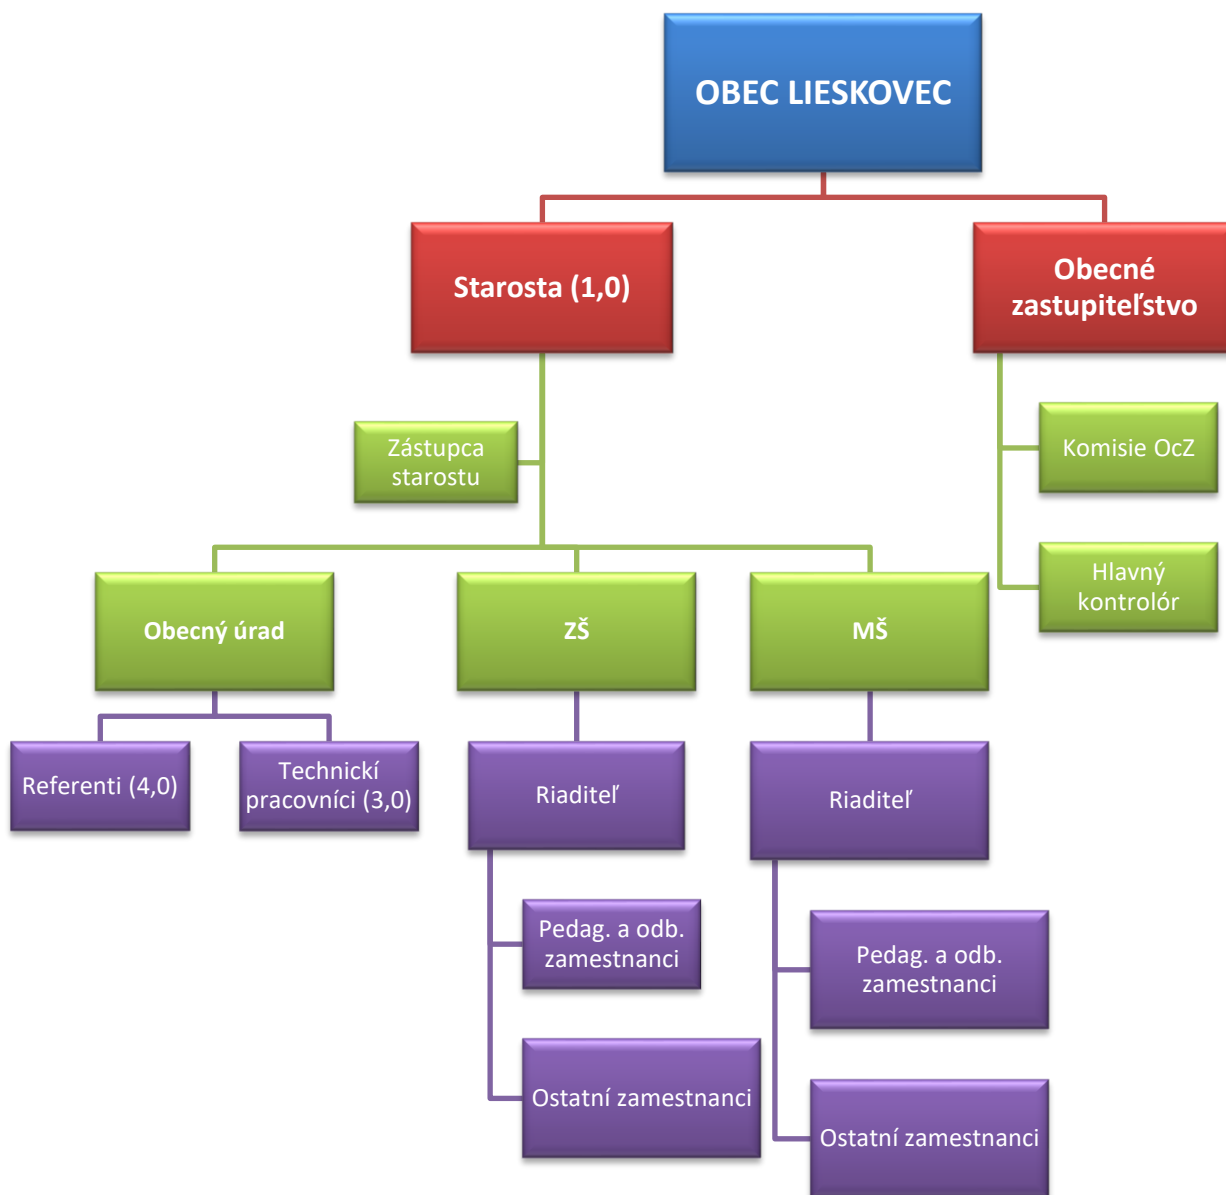 OBEC LIESKOVEC
Starosta (1,0)
Obecné
zastupiteľstvo
Zástupca
starostu
Komisie OcZ
Hlavný
kontrolór
Obecný úrad
ZŠ
MŠ
Referenti (4,0)
Technickí
pracovníci (3,0)
Riaditeľ
Riaditeľ
Pedag. a odb.
zamestnanci
Pedag. a odb.
zamestnanci
Ostatní zamestnanci
Ostatní zamestnanci